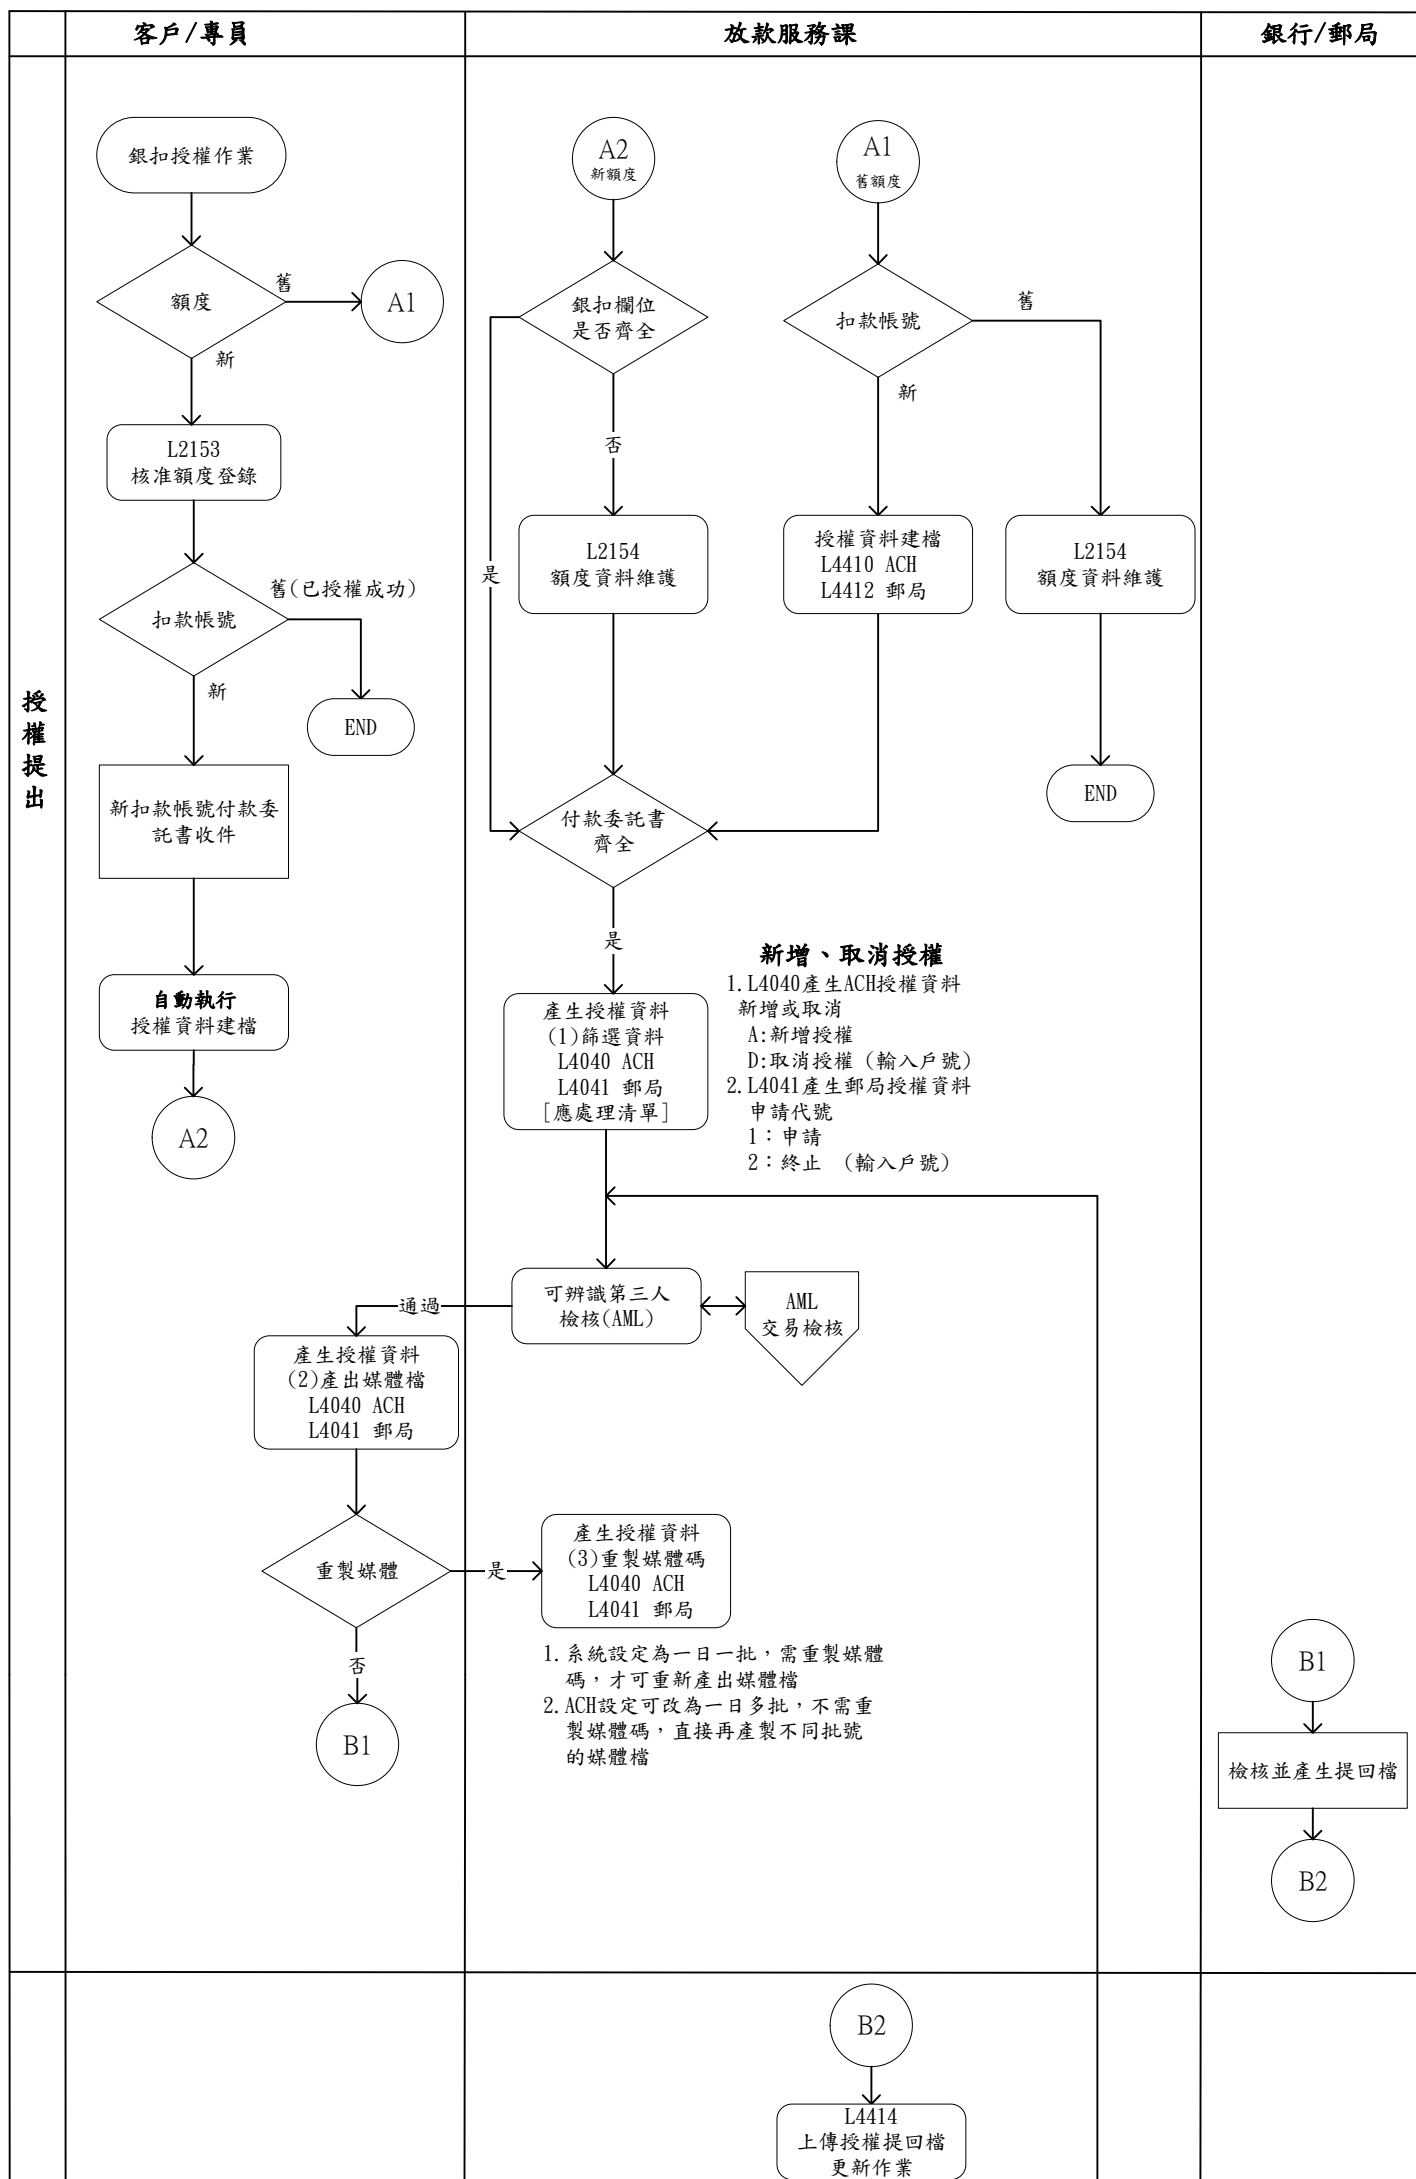 客戶/專員
放款服務課
銀行/郵局
授
權
提
出
銀扣授權作業
額度
舊
A1
新
L2153
核准額度登錄
扣款帳號
舊(已授權成功)
END
新
新扣款帳號付款委
託書收件
自動執行
授權資料建檔
A2
A2
新額度
銀扣欄位
是否齊全
是
否
L2154
額度資料維護
A1
舊額度
扣款帳號
舊
新
授權資料建檔
L4410 ACH
L4412 郵局
L2154
額度資料維護
END
付款委託書
齊全
是
產生授權資料
(1)篩選資料
L4040 ACH
L4041 郵局
[應處理清單]
新增、取消授權
1.L4040產生ACH授權資料
新增或取消
A:新增授權
D:取消授權 (輸入戶號)
2.L4041產生郵局授權資料
申請代號
1：申請
2：終止 (輸入戶號)
可辨識第三人
檢核(AML)
AML
交易檢核
通過
產生授權資料
(2)產出媒體檔
L4040 ACH
L4041 郵局
重製媒體
是
產生授權資料
(3)重製媒體碼
L4040 ACH
L4041 郵局
否
B1
1.系統設定為一日一批，需重製媒體
碼，才可重新產出媒體檔
2.ACH設定可改為一日多批，不需重
製媒體碼，直接再產製不同批號
的媒體檔
B1
檢核並產生提回檔
B2
B2
L4414
上傳授權提回檔
更新作業